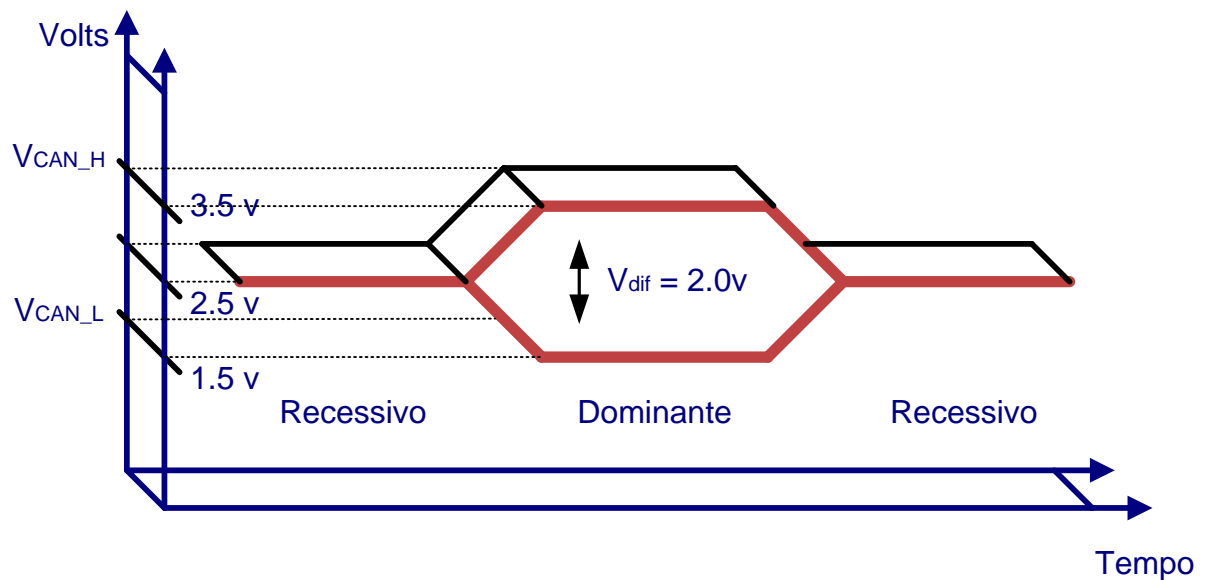 Volts
VCAN_H
3.5 v
2.5 v
VCAN_L
1.5 v
Vdif = 2.0v
Recessivo
Dominante
Recessivo
Tempo